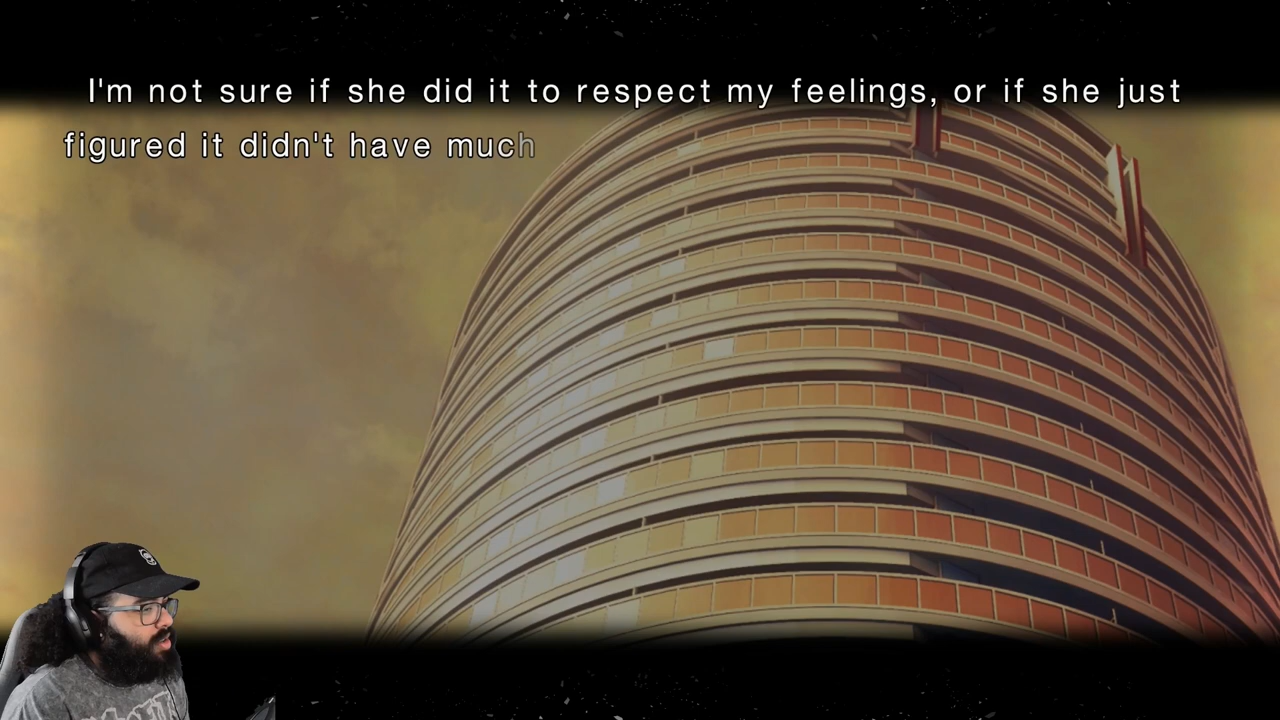 I'm not sure if she did it to respect my feelings, or if she just
figured it didn't have much